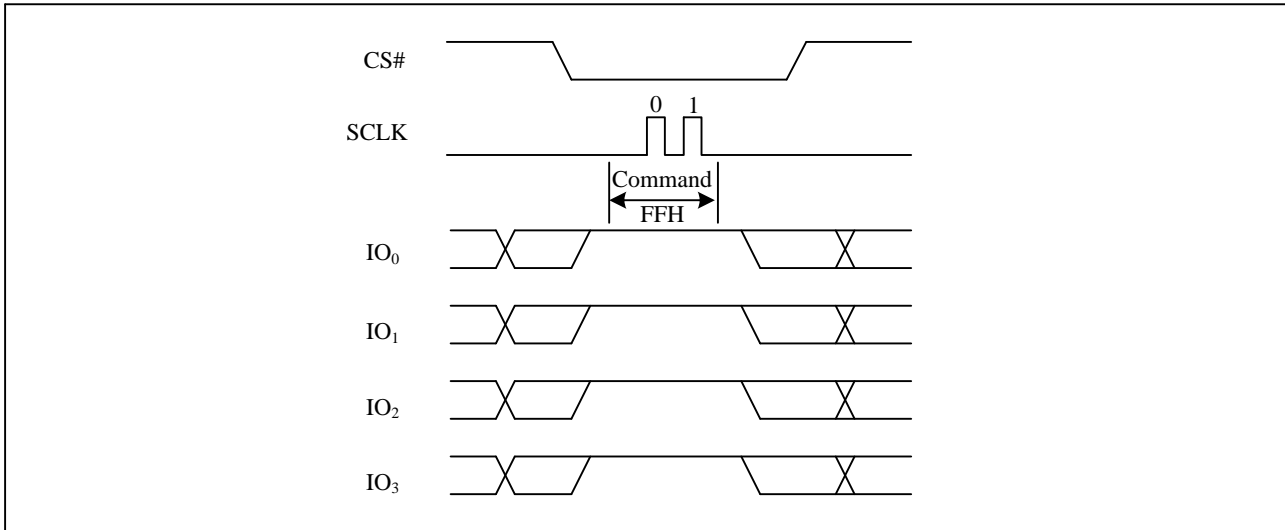 CS#
0 1
SCLK
Command
FFH
IO₀
IO₁
IO₂
IO₃